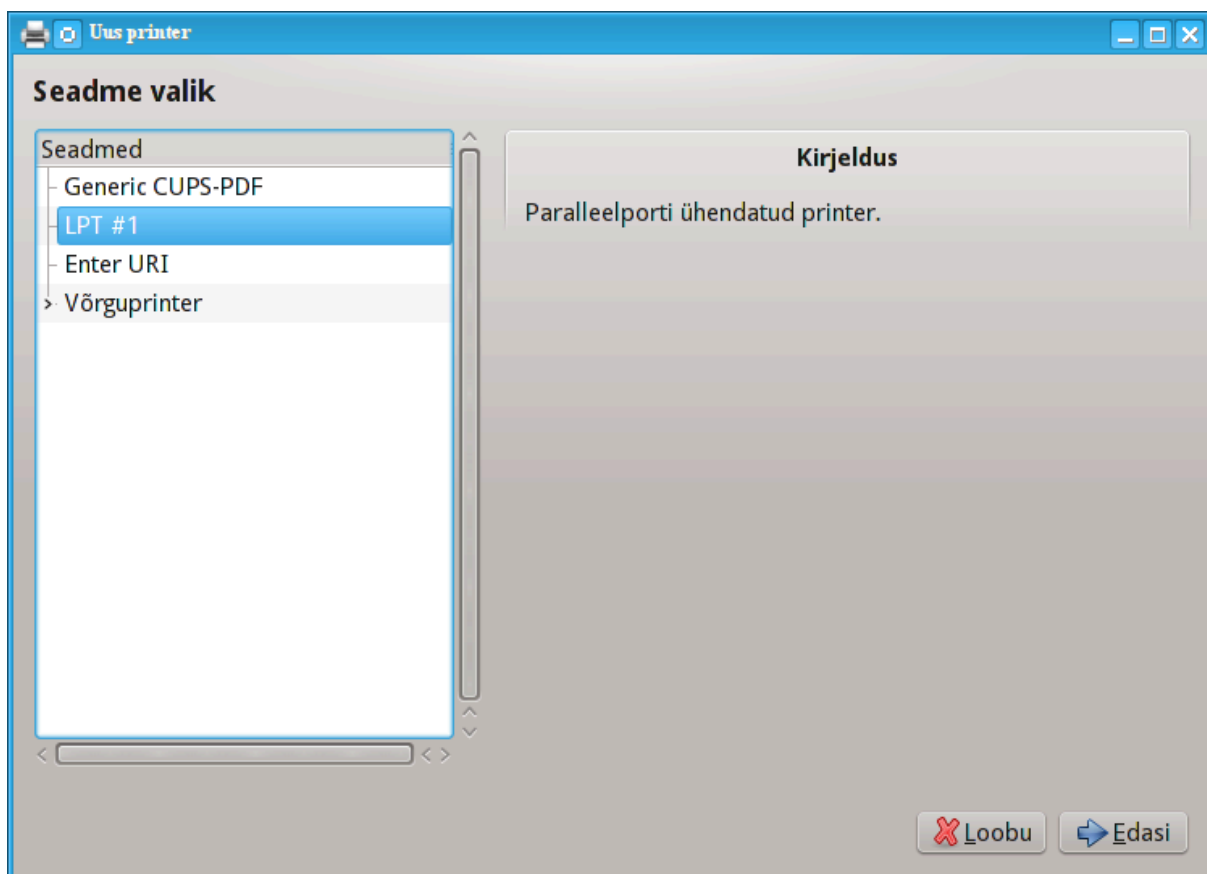 Uus printer
Seadme valik
Seadmed
Generic CUPS-PDF
LPT #1
Enter URI
Võrguprinter
Kirjeldus
Paralleelporti ühendatud printer.
Loobu
Edasi